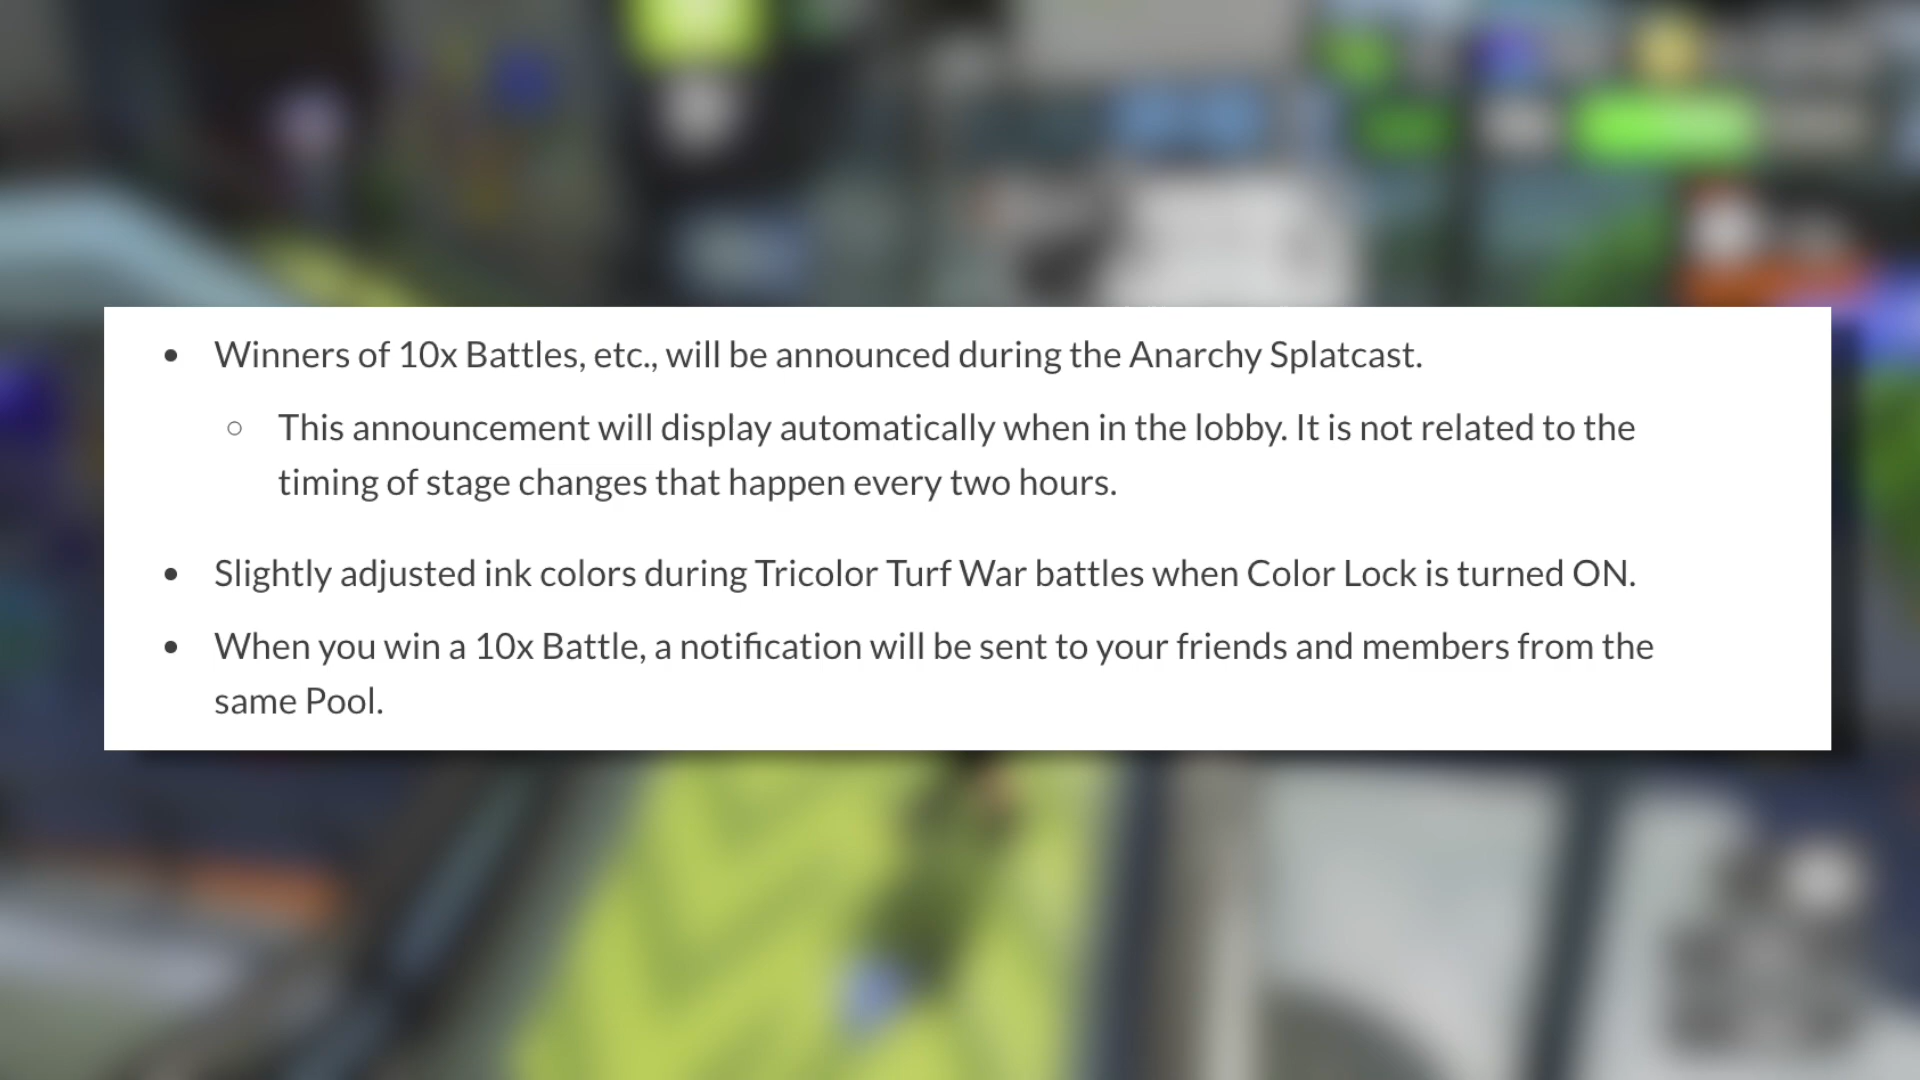 • Winners of 10x Battles, etc., will be announced during the Anarchy Splatcast.
○ This announcement will display automatically when in the lobby. It is not related to the
timing of stage changes that happen every two hours.
• Slightly adjusted ink colors during Tricolor Turf War battles when Color Lock is turned ON.
• When you win a 10x Battle, a notification will be sent to your friends and members from the
same Pool.